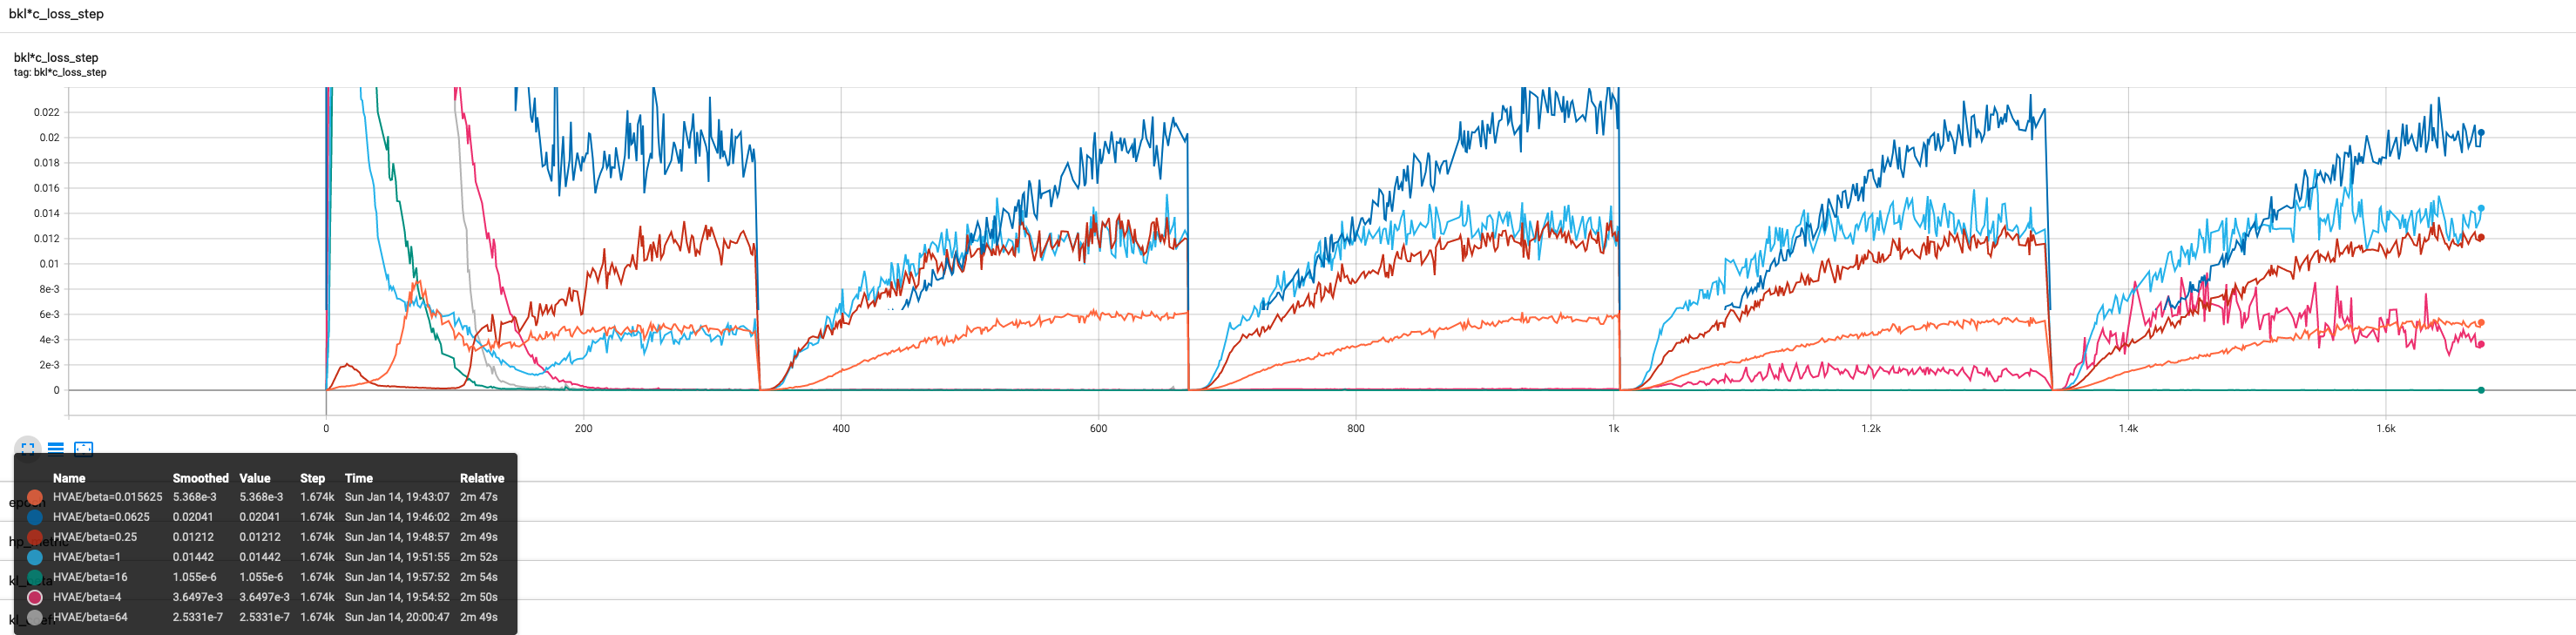 bkl*c_loss_step
bkl*c_loss_step
tag: bkl*c_loss_step
0.022
0.02
0.018
0.016
0.014
0.012
0.01
8e-3
6e-3
4e-3
2e-3
0
0 200 400 600 800 1k 1.2k 1.4k 1.6k
Name Smoothed Value Step Time Relative
HVAE/beta=0.015625 5.368e-3 5.368e-3 1.674k Sun Jan 14, 19:43:07 2m 47s
HVAE/beta=0.0625 0.02041 0.02041 1.674k Sun Jan 14, 19:46:02 2m 49s
HVAE/beta=0.25 0.01212 0.01212 1.674k Sun Jan 14, 19:48:57 2m 49s
HVAE/beta=1 0.01442 0.01442 1.674k Sun Jan 14, 19:51:55 2m 52s
HVAE/beta=16 1.055e-6 1.055e-6 1.674k Sun Jan 14, 19:57:52 2m 54s
HVAE/beta=4 3.6497e-3 3.6497e-3 1.674k Sun Jan 14, 19:54:52 2m 50s
HVAE/beta=64 2.5331e-7 2.5331e-7 1.674k Sun Jan 14, 20:00:47 2m 49s